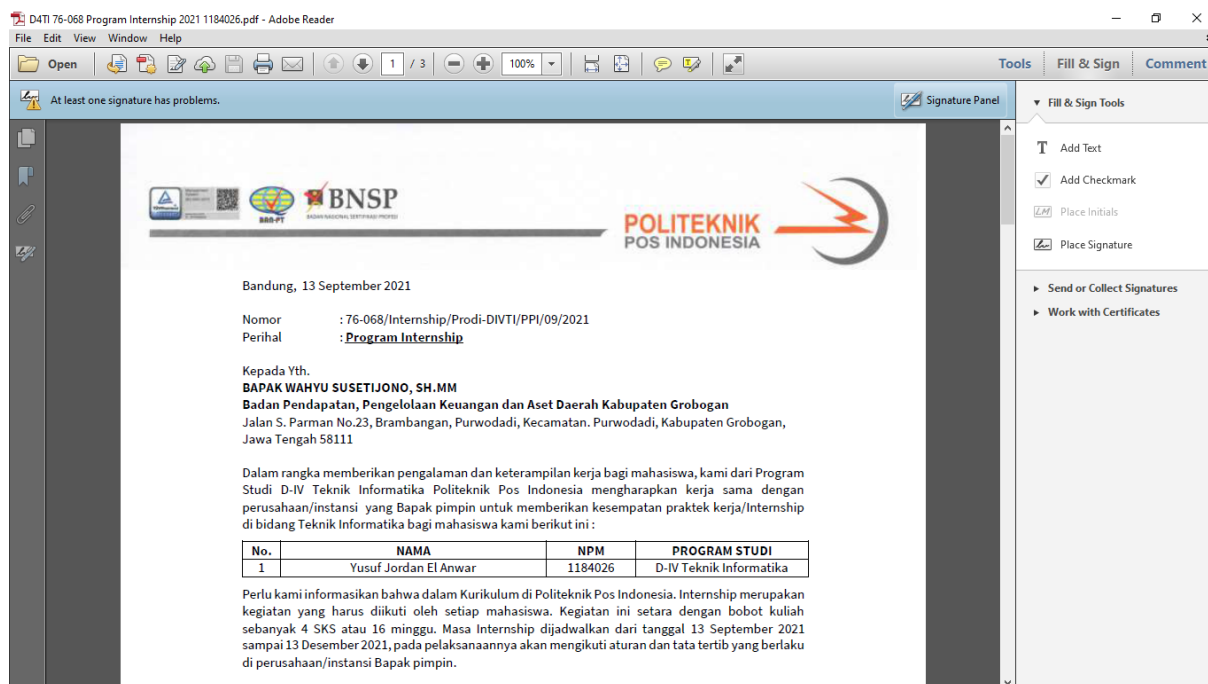 D4TI 76-068 Program Internship 2021 1184026.pdf - Adobe Reader
File Edit View Window Help
Open 1 / 3 100% Tools Fill & Sign Comment
At least one signature has problems. Signature Panel
Fill & Sign Tools
T Add Text
Add Checkmark
LM Place Initials
Place Signature
Send or Collect Signatures
Work with Certificates
BAN-PT
BNSP
BADAN NASIONAL SERTIFIKASI PROFESI
POLITEKNIK
POS INDONESIA
Bandung, 13 September 2021
Nomor : 76-068/Internship/Prodi-DIVTI/PPI/09/2021
Perihal : Program Internship
Kepada Yth.
BAPAK WAHYU SUSETIJONO, SH.MM
Badan Pendapatan, Pengelolaan Keuangan dan Aset Daerah Kabupaten Grobogan
Jalan S. Parman No.23, Brambangan, Purwodadi, Kecamatan. Purwodadi, Kabupaten Grobogan,
Jawa Tengah 58111
Dalam rangka memberikan pengalaman dan keterampilan kerja bagi mahasiswa, kami dari Program
Studi D-IV Teknik Informatika Politeknik Pos Indonesia mengharapkan kerja sama dengan
perusahaan/instansi yang Bapak pimpin untuk memberikan kesempatan praktek kerja/Internship
di bidang Teknik Informatika bagi mahasiswa kami berikut ini :
No. NAMA NPM PROGRAM STUDI
1 Yusuf Jordan El Anwar 1184026 D-IV Teknik Informatika
Perlu kami informasikan bahwa dalam Kurikulum di Politeknik Pos Indonesia. Internship merupakan
kegiatan yang harus diikuti oleh setiap mahasiswa. Kegiatan ini setara dengan bobot kuliah
sebanyak 4 SKS atau 16 minggu. Masa Internship dijadwalkan dari tanggal 13 September 2021
sampai 13 Desember 2021, pada pelaksanaannya akan mengikuti aturan dan tata tertib yang berlaku
di perusahaan/instansi Bapak pimpin.